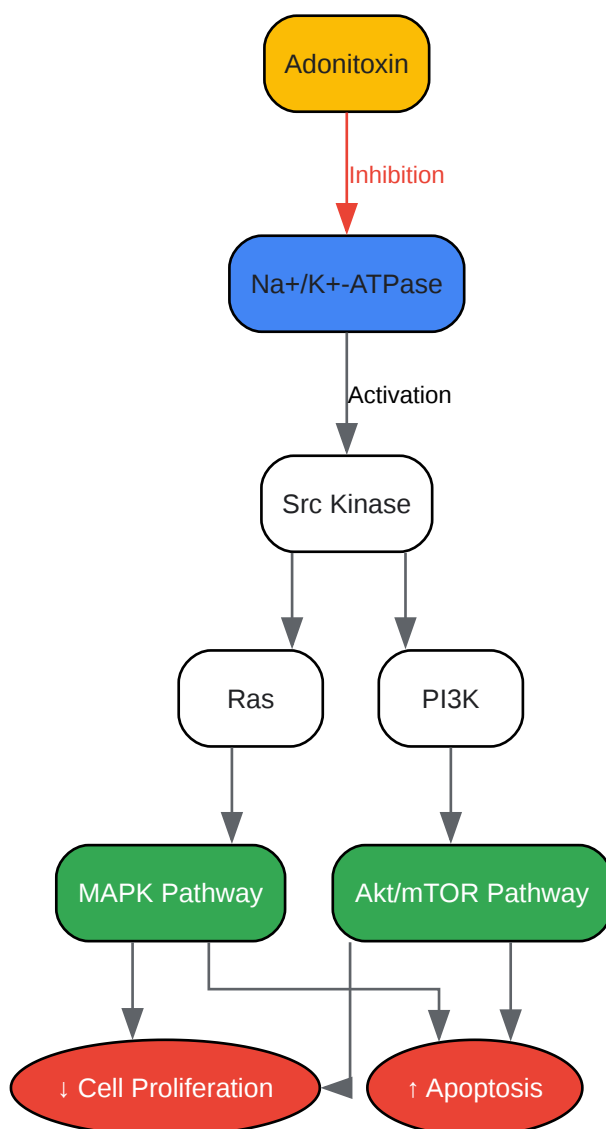 Adonitoxin
Inhibition
Na+/K+-ATPase
Activation
Src Kinase
Ras
PI3K
MAPK Pathway
Akt/mTOR Pathway
↓ Cell Proliferation
↑ Apoptosis